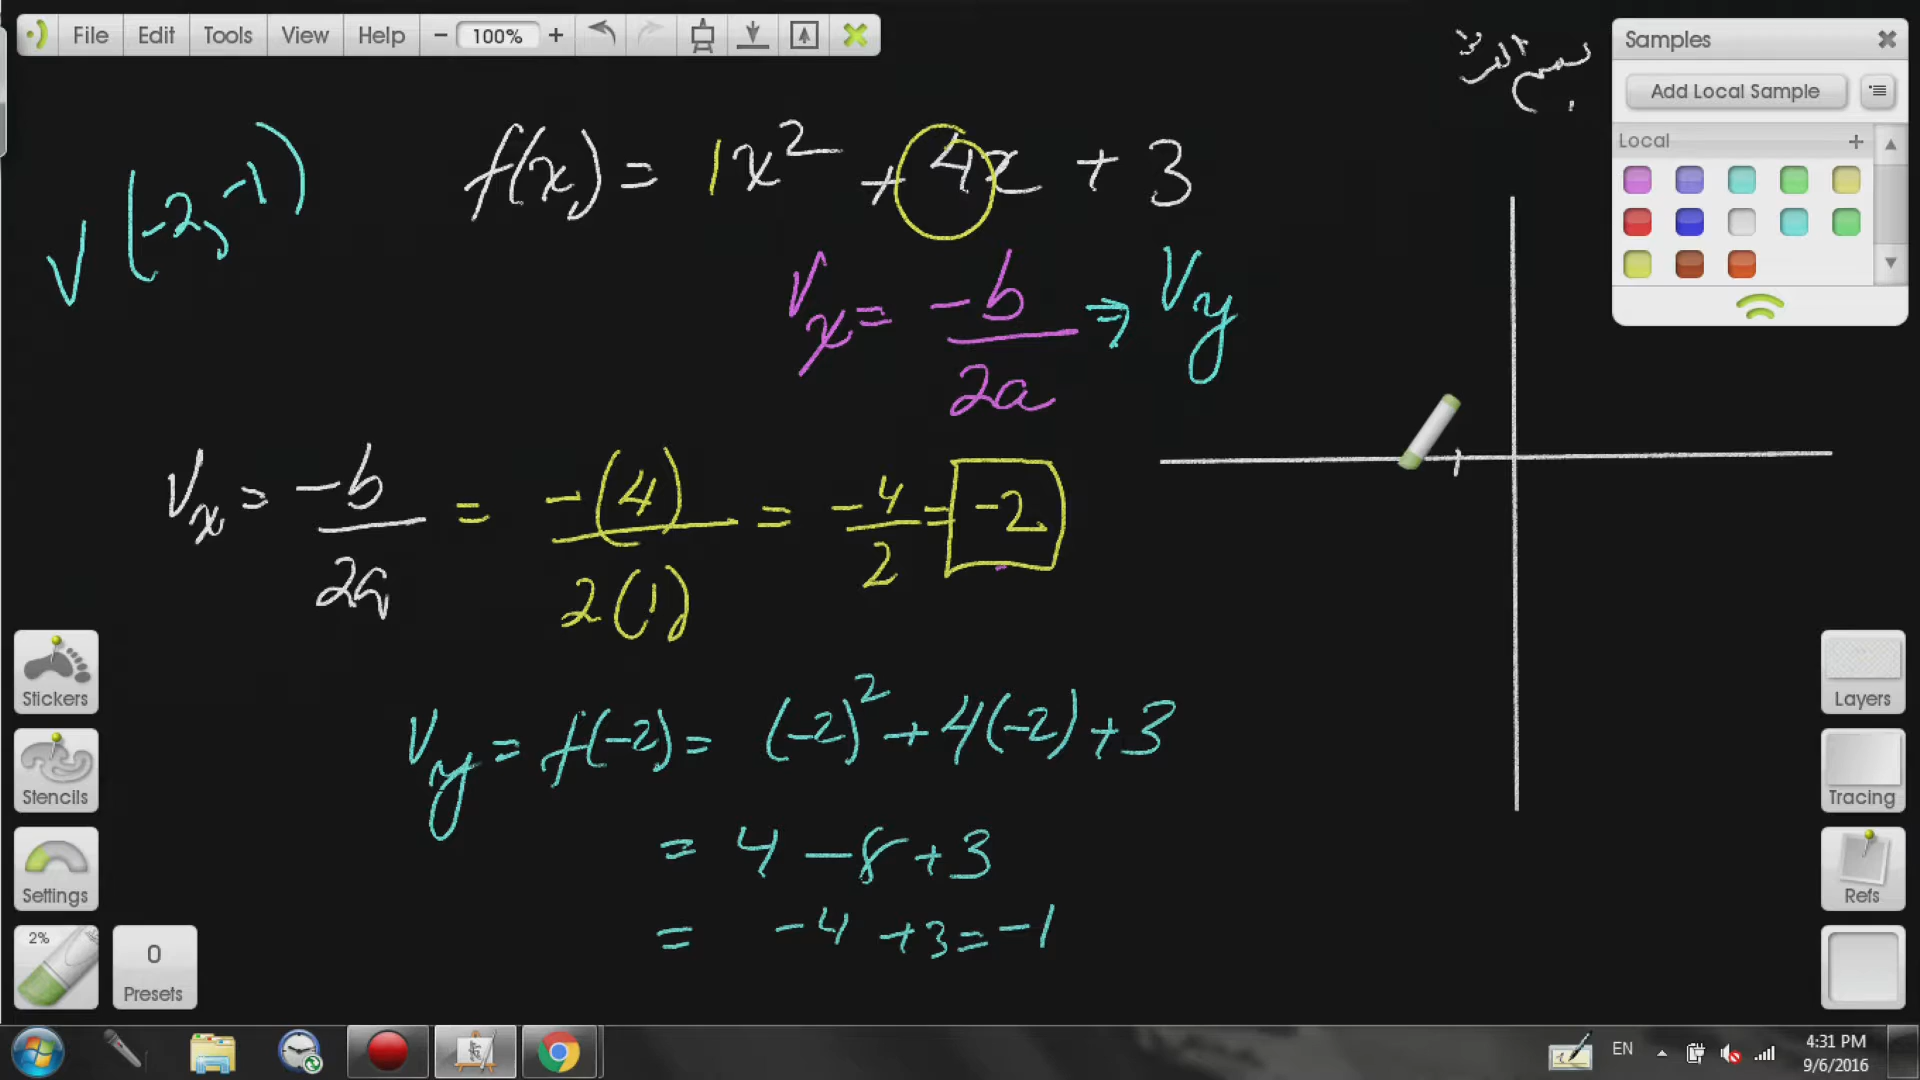 File Edit Tools View Help − 100% +
Samples
Add Local Sample
Local
f(x) = 1x² + 4x + 3
V (-2, -1)
Vx = -b/2a ⇒ Vy
Vx = -b/2a = -(4)/2(1) = -4/2 = -2
Vy = f(-2) = (-2)² + 4(-2) + 3
= 4 - 8 + 3
= -4 + 3 = -1
Stickers
Stencils
Settings
2%
0
Presets
Layers
Tracing
Refs
EN
4:31 PM
9/6/2016